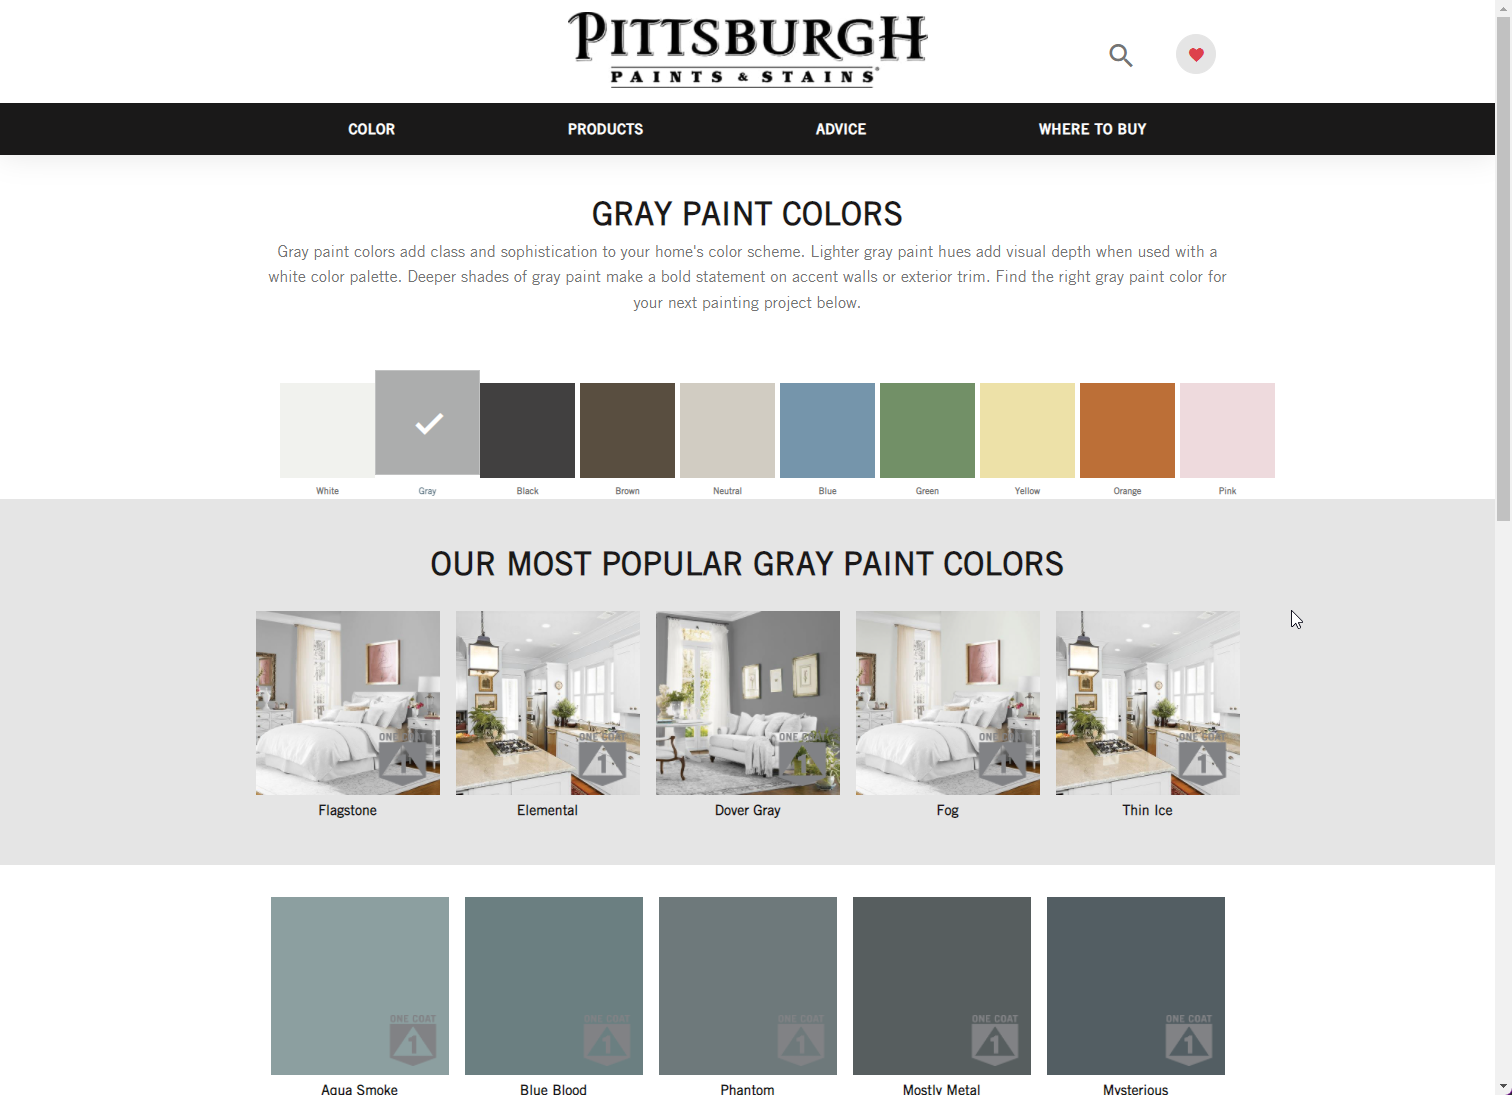 PITTSBURGH
PAINTS & STAINS®
COLOR PRODUCTS ADVICE WHERE TO BUY
GRAY PAINT COLORS
Gray paint colors add class and sophistication to your home's color scheme. Lighter gray paint hues add visual depth when used with a
white color palette. Deeper shades of gray paint make a bold statement on accent walls or exterior trim. Find the right gray paint color for
your next painting project below.
White Gray Black Brown Neutral Blue Green Yellow Orange Pink
OUR MOST POPULAR GRAY PAINT COLORS
ONE COAT ONE COAT ONE COAT ONE COAT ONE COAT
1 1 1 1 1
Flagstone Elemental Dover Gray Fog Thin Ice
ONE COAT ONE COAT ONE COAT ONE COAT ONE COAT
1 1 1 1 1
Aqua Smoke Blue Blood Phantom Mostly Metal Mysterious